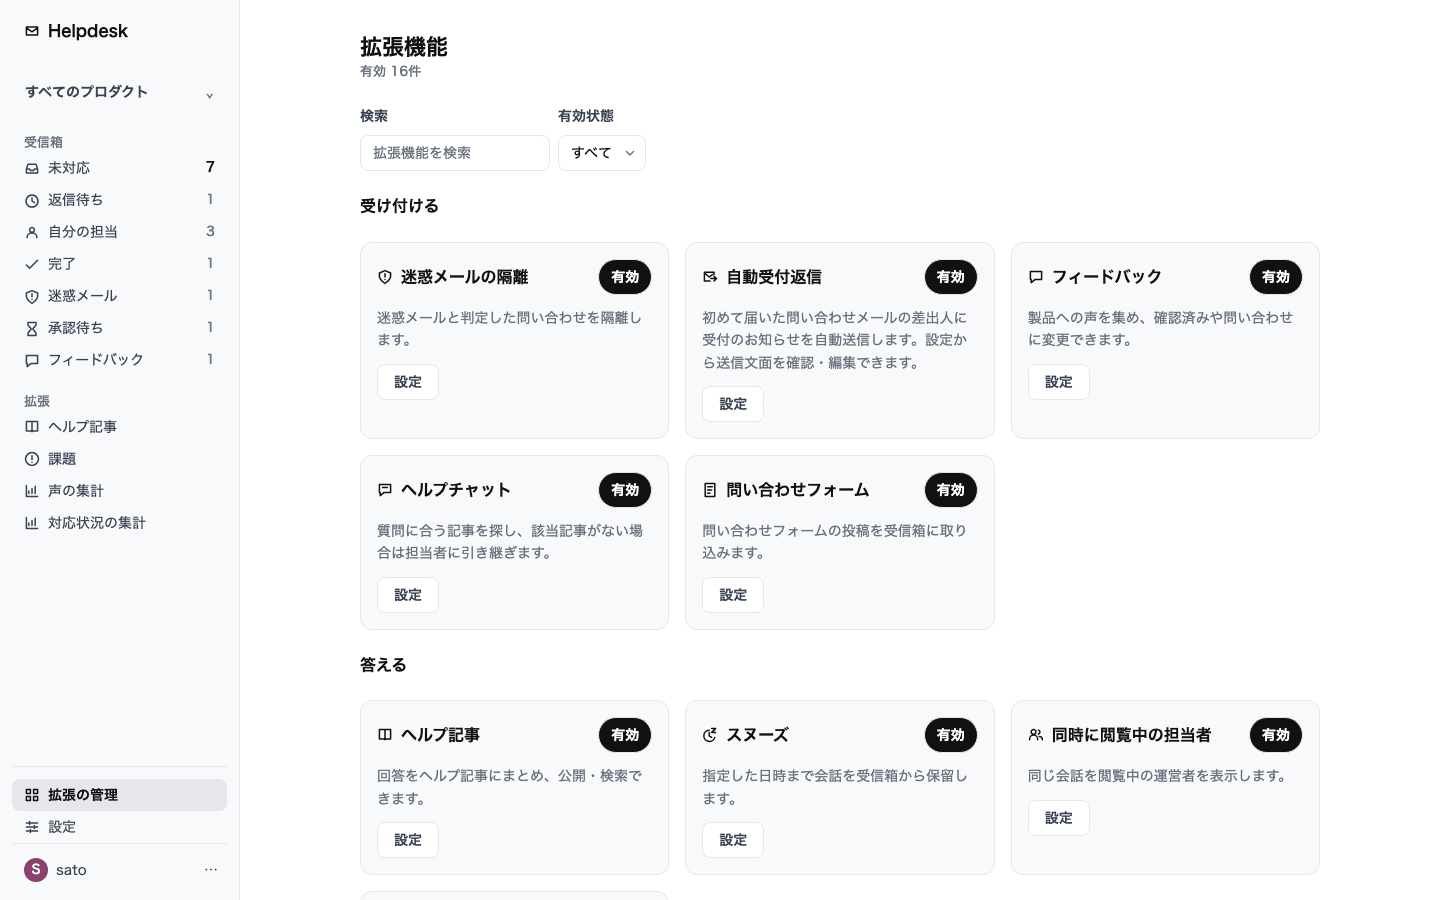 Helpdesk
すべてのプロダクト
受信箱
未対応 7
返信待ち 1
自分の担当 3
完了 1
迷惑メール 1
承認待ち 1
フィードバック 1
拡張
ヘルプ記事
課題
声の集計
対応状況の集計
拡張の管理
設定
S sato ...
拡張機能
有効 16件
検索 有効状態
拡張機能を検索 すべて
受け付ける
迷惑メールの隔離 有効
迷惑メールと判定した問い合わせを隔離し
ます。
設定
自動受付返信 有効
初めて届いた問い合わせメールの差出人に
受付のお知らせを自動送信します。設定か
ら送信文面を確認・編集できます。
設定
フィードバック 有効
製品への声を集め、確認済みや問い合わせ
に変更できます。
設定
ヘルプチャット 有効
質問に合う記事を探し、該当記事がない場
合は担当者に引き継ぎます。
設定
問い合わせフォーム 有効
問い合わせフォームの投稿を受信箱に取り
込みます。
設定
答える
ヘルプ記事 有効
回答をヘルプ記事にまとめ、公開・検索で
きます。
設定
スヌーズ 有効
指定した日時まで会話を受信箱から保留し
ます。
設定
同時に閲覧中の担当者 有効
同じ会話を閲覧中の運営者を表示します。
設定